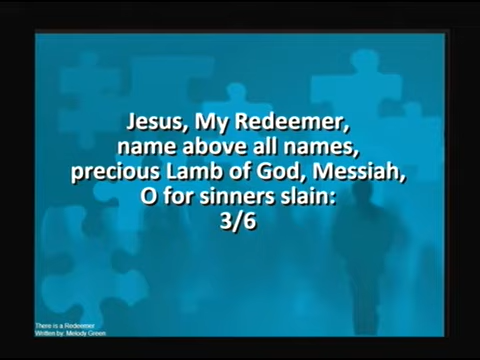 Jesus, My Redeemer,
name above all names,
precious Lamb of God, Messiah,
O for sinners slain:
3/6
There is a Redeemer
Written by: Melody Green